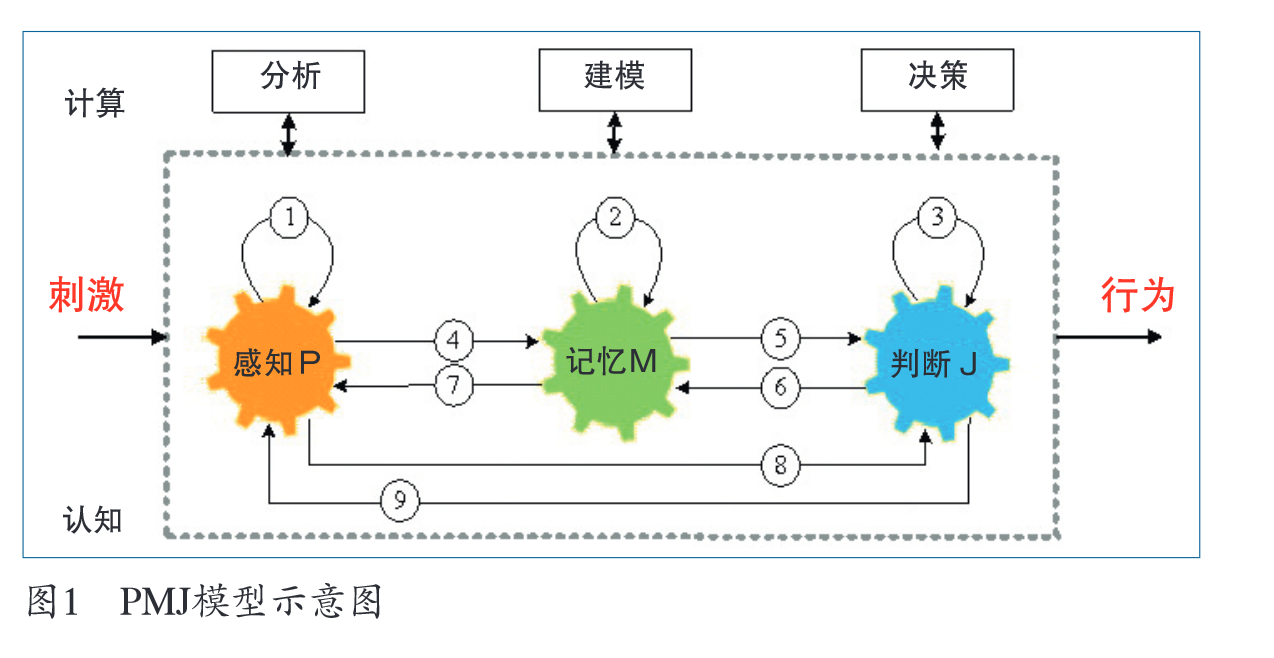 分析
建模
决策
计算
①
②
③
刺激
行为
④
⑤
感知P
记忆M
判断J
⑦
⑥
⑧
⑨
认知
图1 PMJ模型示意图